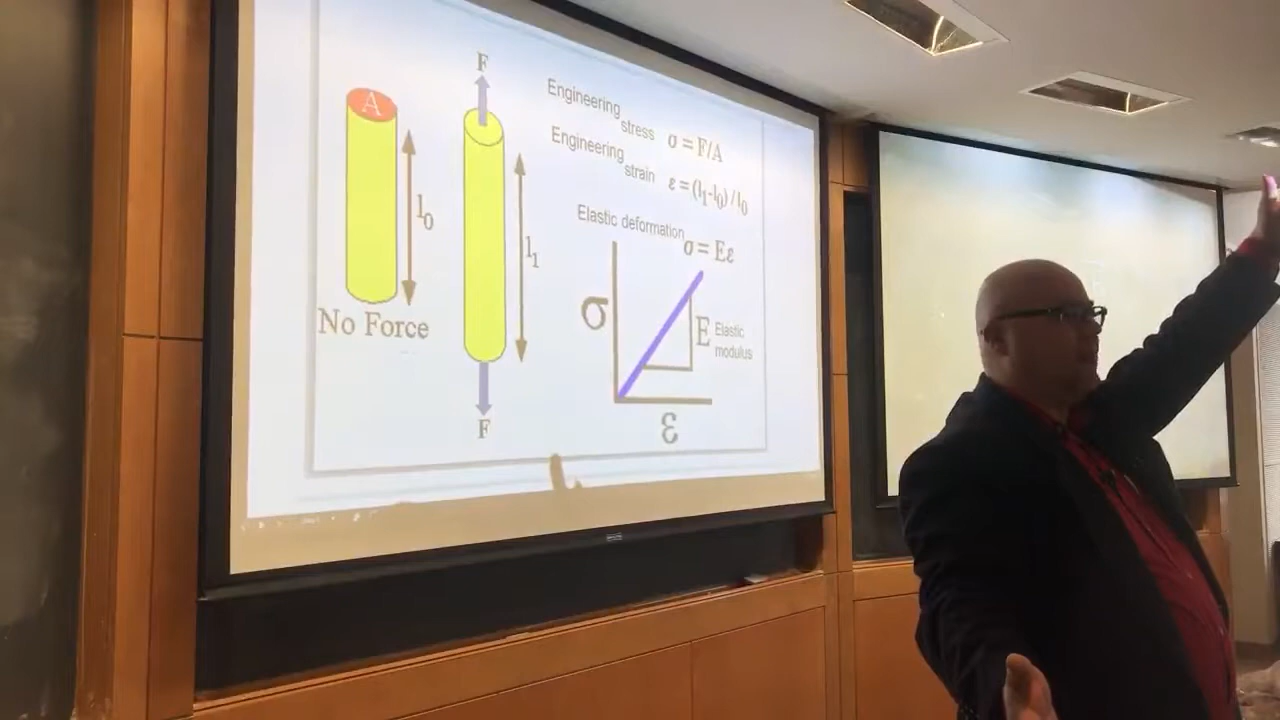 A
l0
No Force
F
l1
F
Engineering
stress σ = F/A
Engineering
strain ε = (l1-l0) / l0
Elastic deformation
σ = Eε
σ
E Elastic
modulus
ε